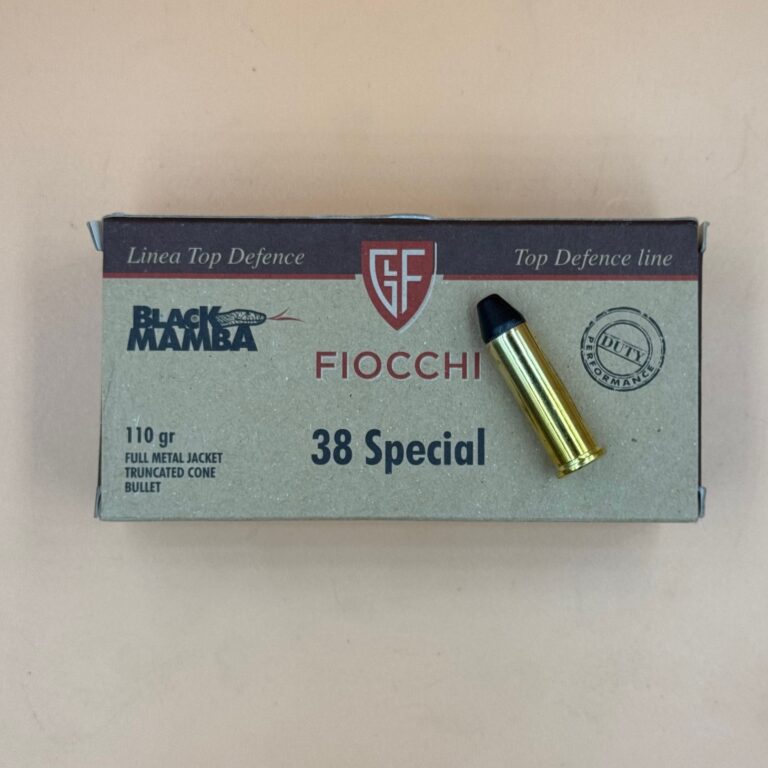 Linea Top Defence
GFL
Top Defence line
BLACK
MAMBA
FIOCCHI
DUTY
PERFORMANCE
110 gr
FULL METAL JACKET
TRUNCATED CONE
BULLET
38 Special